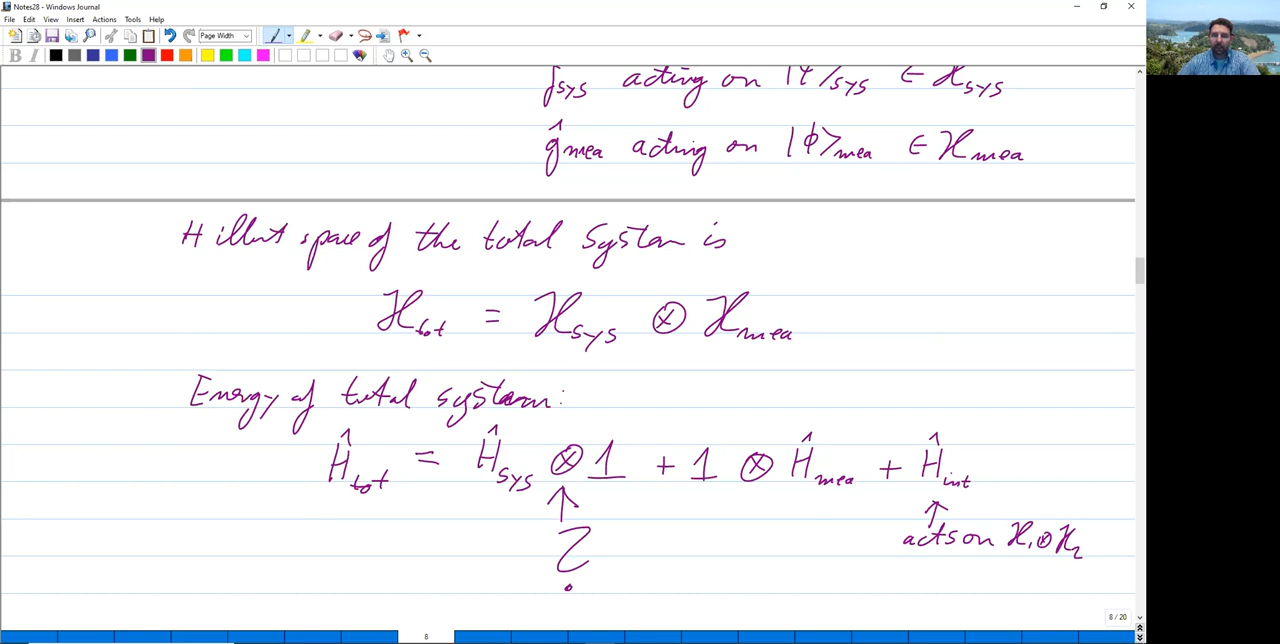 Notes28 - Windows Journal
File Edit View Insert Actions Tools Help
Page Width
f̂sys acting on |ψ⟩sys ∈ ℋsys
ĝmea acting on |ϕ⟩mea ∈ ℋmea
Hilbert space of the total system is
ℋtot = ℋsys ⊗ ℋmea
Energy of total system:
Ĥtot = Ĥsys ⊗ 1 + 1 ⊗ Ĥmea + Ĥint
↑ ↑
? acts on ℋ1⊗ℋ2
8 / 20
8